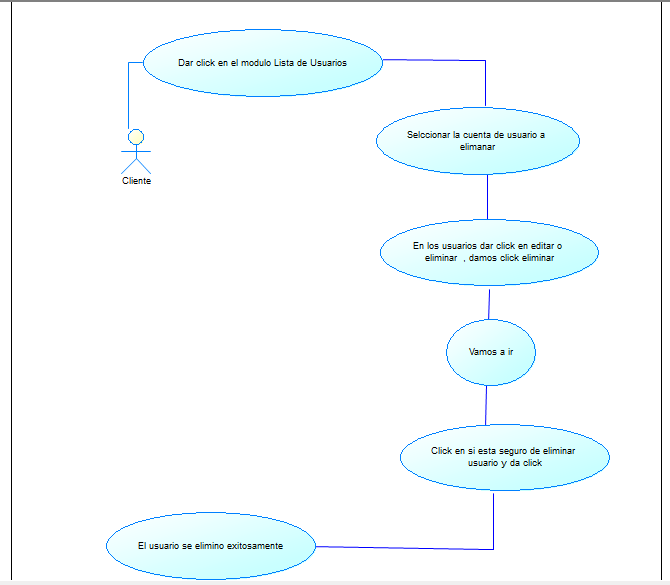 Dar click en el modulo Lista de Usuarios
Cliente
Selccionar la cuenta de usuario a
elimanar
En los usuarios dar click en editar o
eliminar , damos click eliminar
Vamos a ir
Click en si esta seguro de eliminar
usuario y da click
El usuario se elimino exitosamente